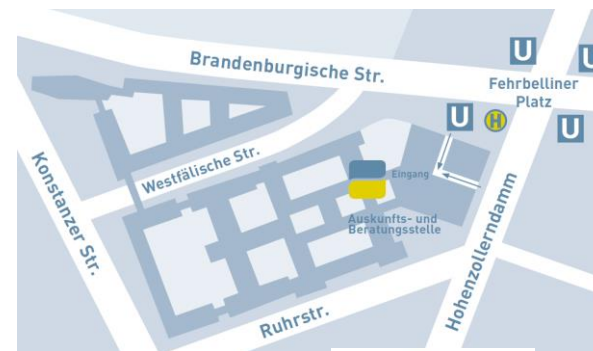 Brandenburgische Str.
U
U
Fehrbelliner
Platz
U
H
U
Konstanzer Str.
Westfälische Str.
Eingang
Auskunfts- und
Beratungsstelle
Hohenzollerndamm
Ruhrstr.